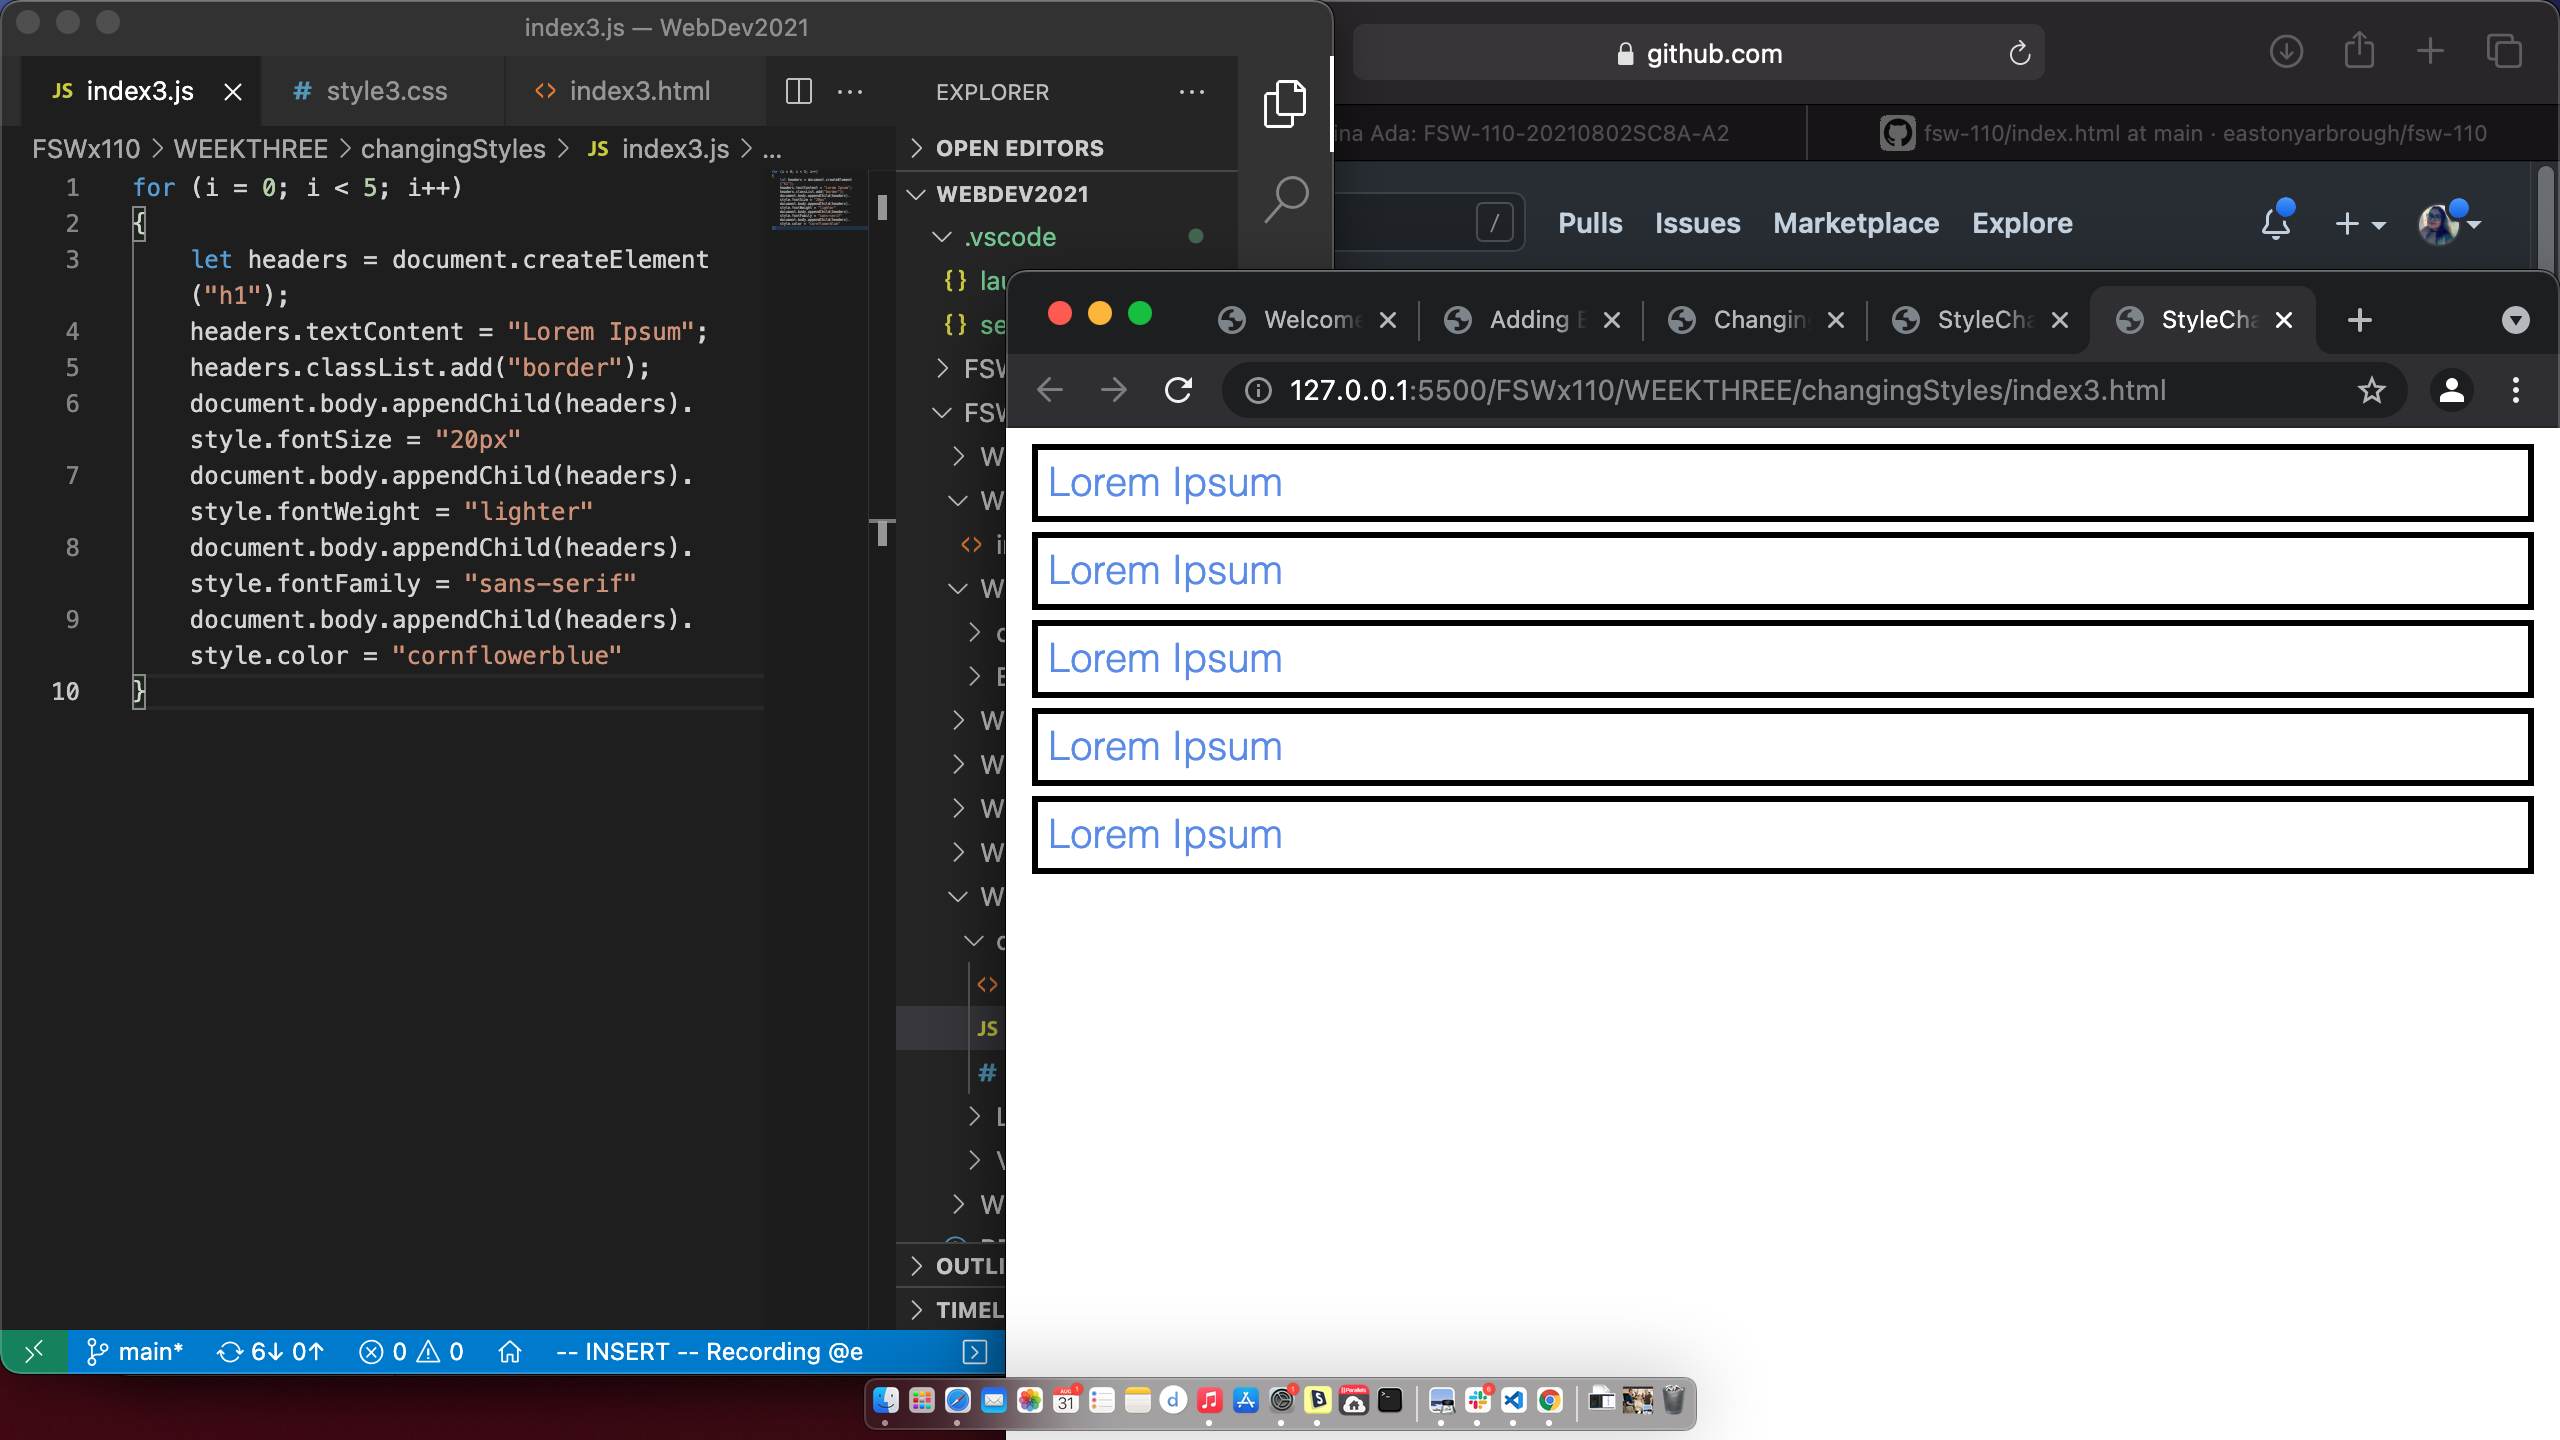 index3.js — WebDev2021
JS index3.js
# style3.css
<> index3.html
FSWx110 > WEEKTHREE > changingStyles > JS index3.js > ...
1 for (i = 0; i < 5; i++)
2 {
3 let headers = document.createElement
("h1");
4 headers.textContent = "Lorem Ipsum";
5 headers.classList.add("border");
6 document.body.appendChild(headers).
style.fontSize = "20px"
7 document.body.appendChild(headers).
style.fontWeight = "lighter"
8 document.body.appendChild(headers).
style.fontFamily = "sans-serif"
9 document.body.appendChild(headers).
style.color = "cornflowerblue"
10 }
EXPLORER
OPEN EDITORS
WEBDEV2021
.vscode
{} lau
{} se
FSW
FSW
W
W
<>
W
W
W
W
W
W
<>
JS
#
L
W
OUTLI
TIMEL
main*
6↓ 0↑
0
0
-- INSERT -- Recording @e
github.com
ina Ada: FSW-110-20210802SC8A-A2
fsw-110/index.html at main · eastonyarbrough/fsw-110
/
Pulls
Issues
Marketplace
Explore
Welcome
Adding
Changin
StyleCha
StyleCha
127.0.0.1:5500/FSWx110/WEEKTHREE/changingStyles/index3.html
Lorem Ipsum
Lorem Ipsum
Lorem Ipsum
Lorem Ipsum
Lorem Ipsum
AUG
31